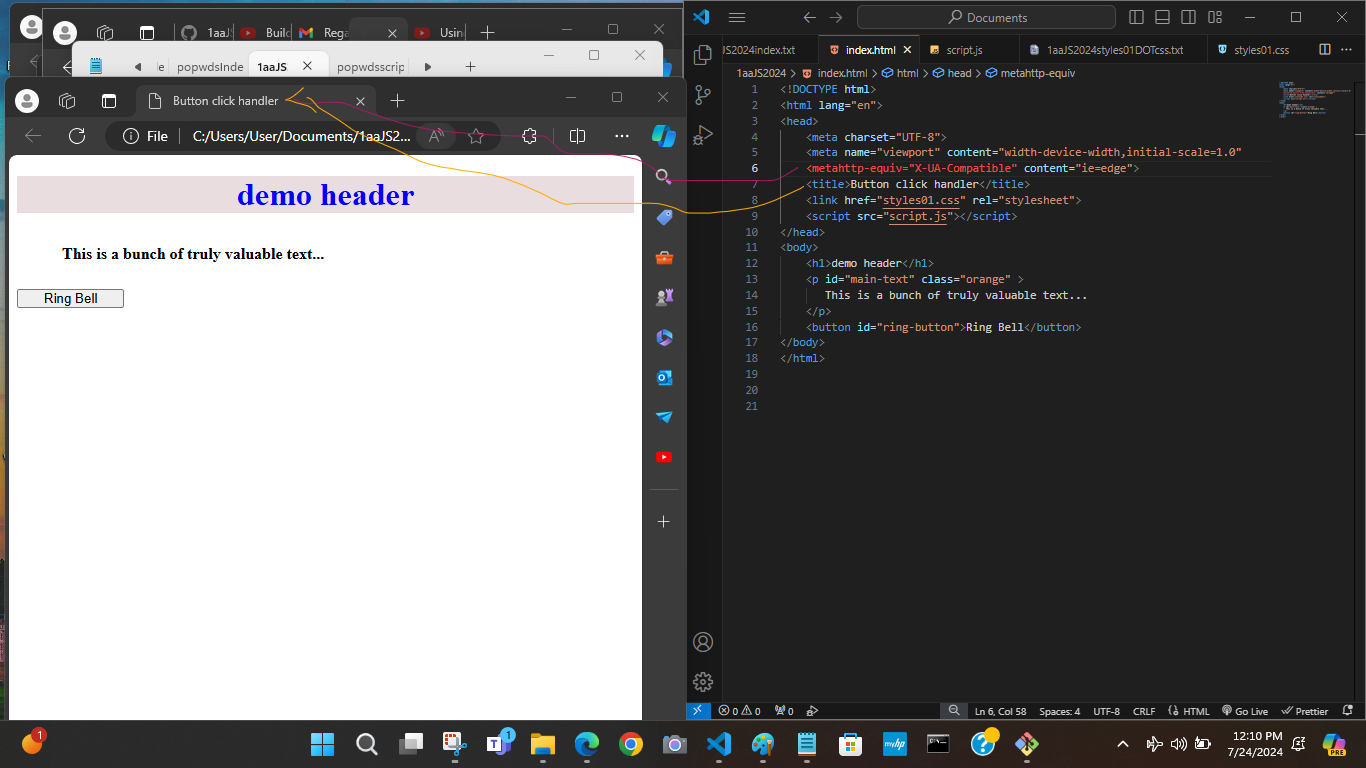 1aaJS
Build
Rega
Usin
le
popwdsInde
1aaJS
popwdsscrip
Button click handler
File
C:/Users/User/Documents/1aaJS2...
demo header
This is a bunch of truly valuable text...
Ring Bell
Documents
JS2024index.txt
index.html
script.js
1aaJS2024styles01DOTcss.txt
styles01.css
1aaJS2024 > index.html > html > head > metahttp-equiv
1 <!DOCTYPE html>
2 <html lang="en">
3 <head>
4 <meta charset="UTF-8">
5 <meta name="viewport" content="width-device-width,initial-scale=1.0"
6 <metahttp-equiv="X-UA-Compatible" content="ie=edge">
7 <title>Button click handler</title>
8 <link href="styles01.css" rel="stylesheet">
9 <script src="script.js"></script>
10 </head>
11 <body>
12 <h1>demo header</h1>
13 <p id="main-text" class="orange" >
14 This is a bunch of truly valuable text...
15 </p>
16 <button id="ring-button">Ring Bell</button>
17 </body>
18 </html>
19
20
21
0 0 0
Ln 6, Col 58
Spaces: 4
UTF-8
CRLF
HTML
Go Live
Prettier
1
1
myhp
12:10 PM
7/24/2024
PRE